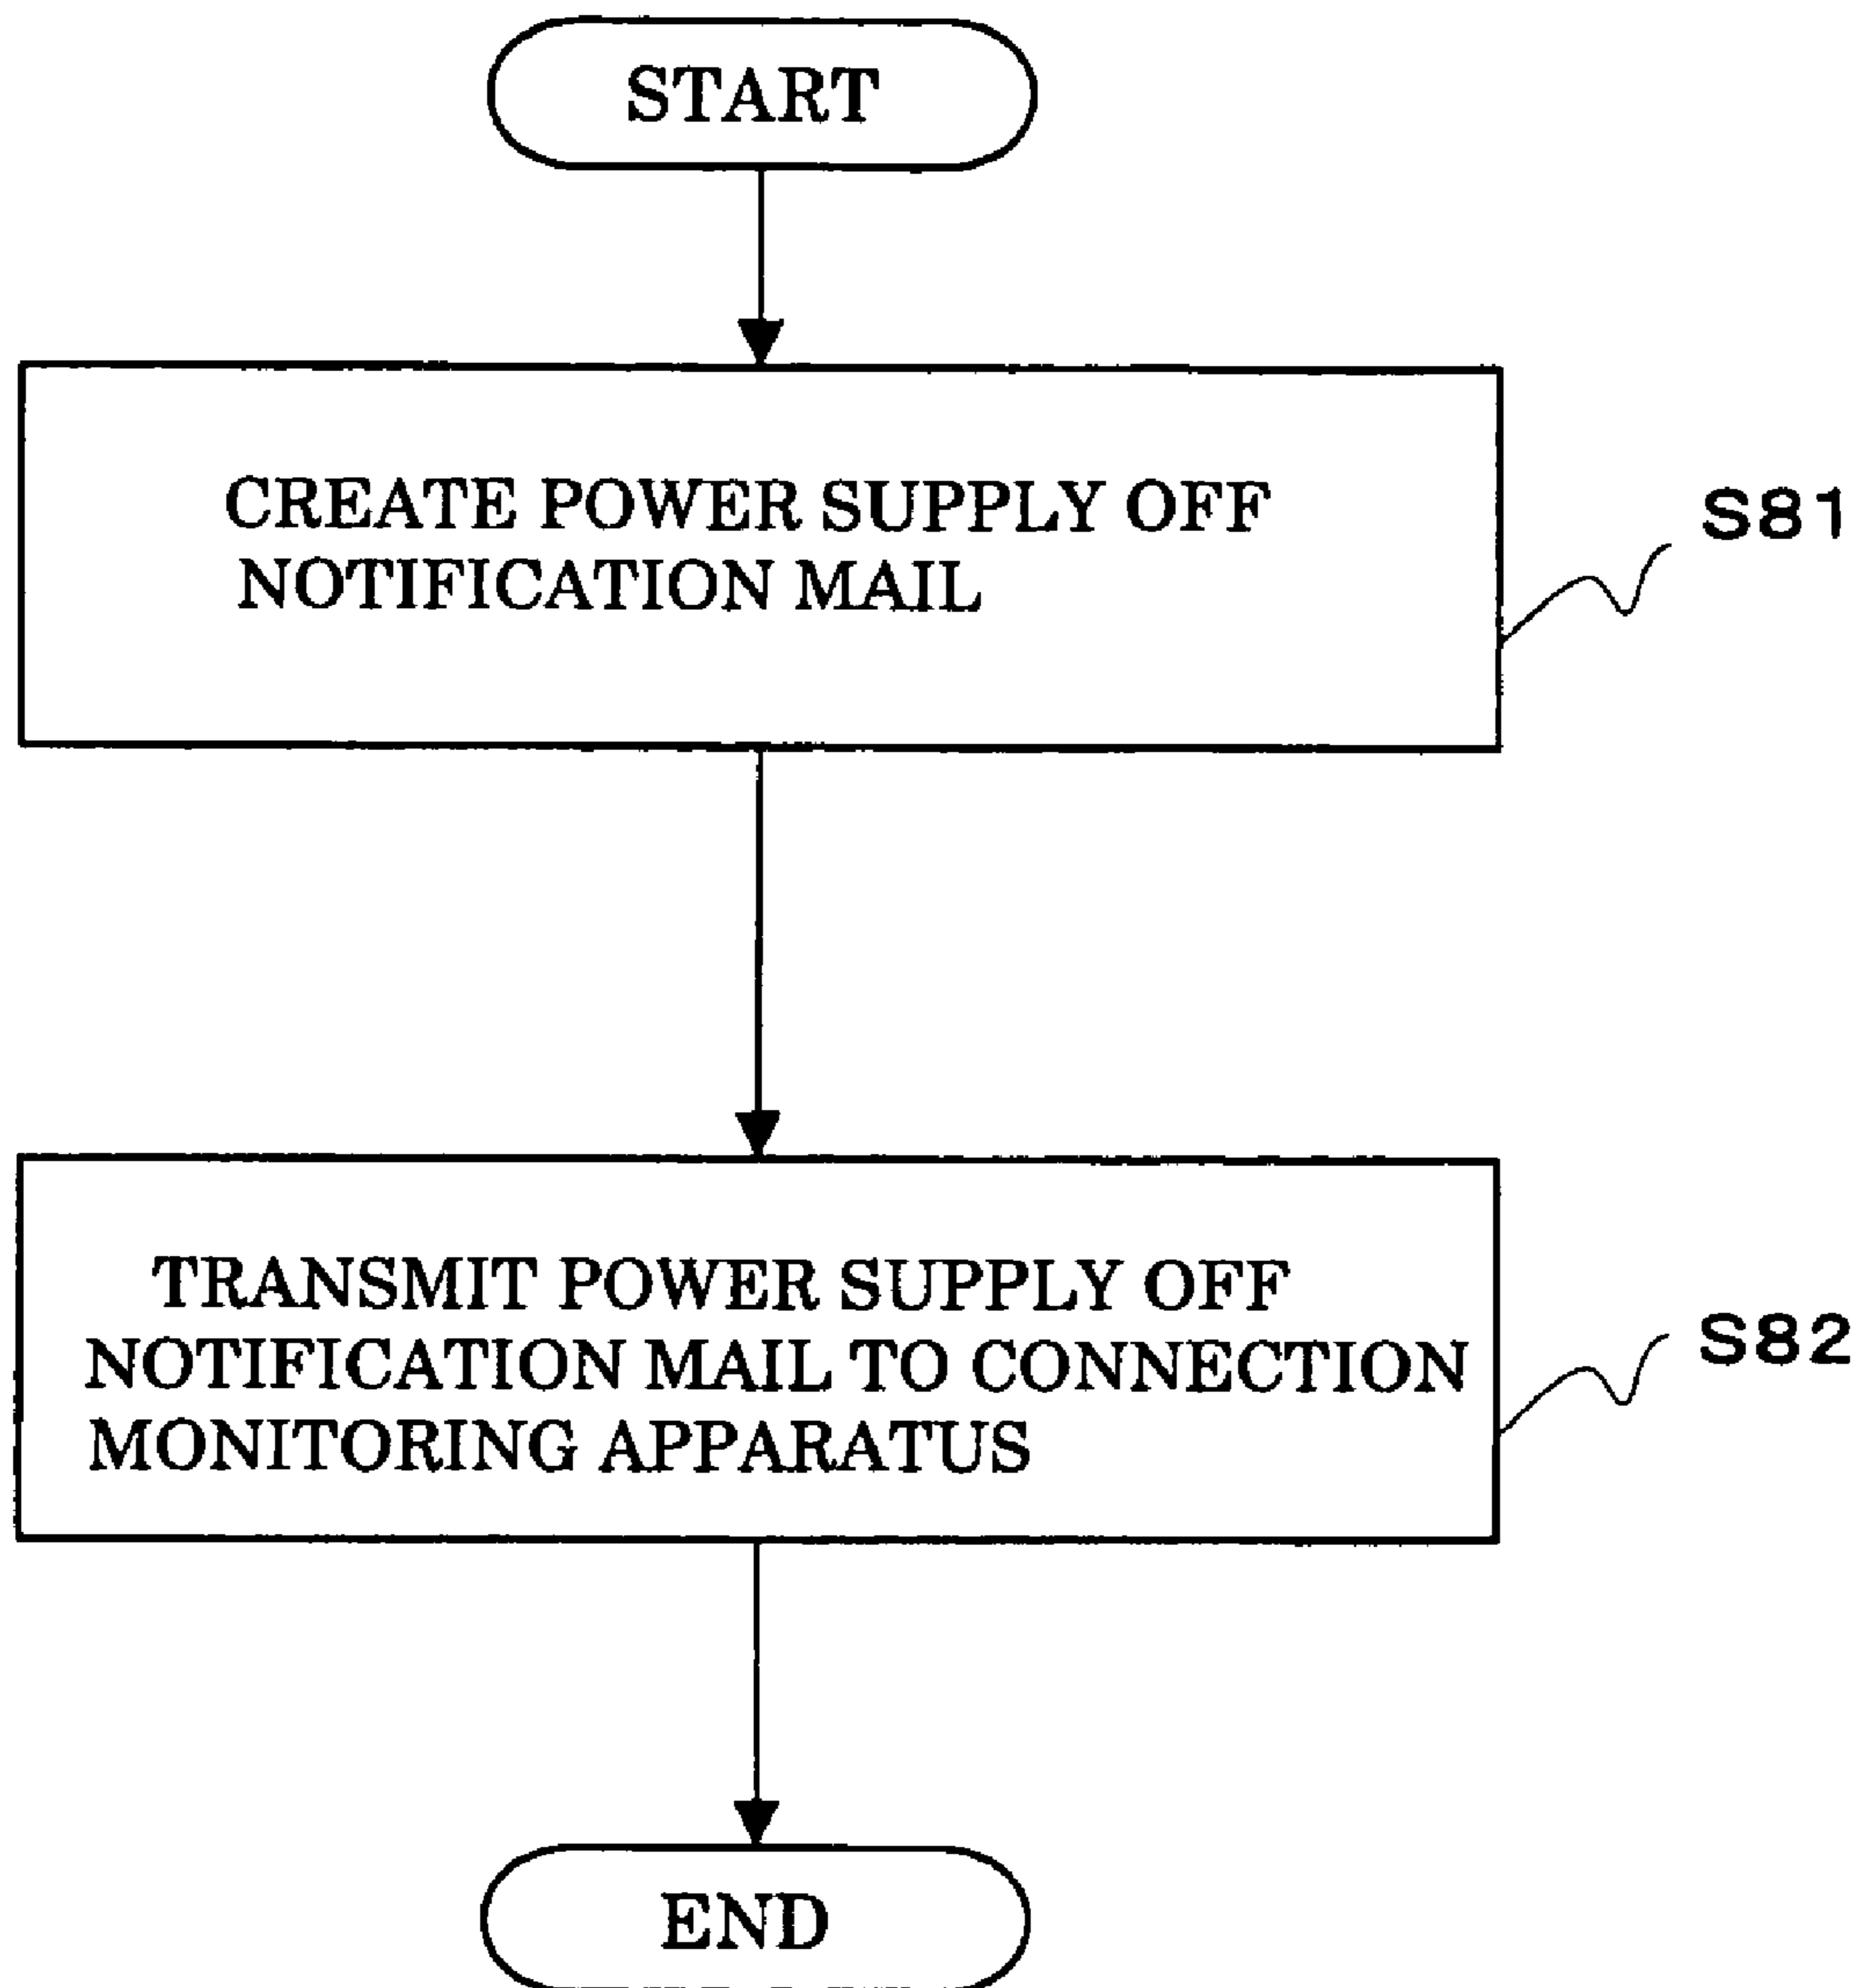 START
CREATE POWER SUPPLY OFF
NOTIFICATION MAIL
S81
TRANSMIT POWER SUPPLY OFF
NOTIFICATION MAIL TO CONNECTION
MONITORING APPARATUS
S82
END